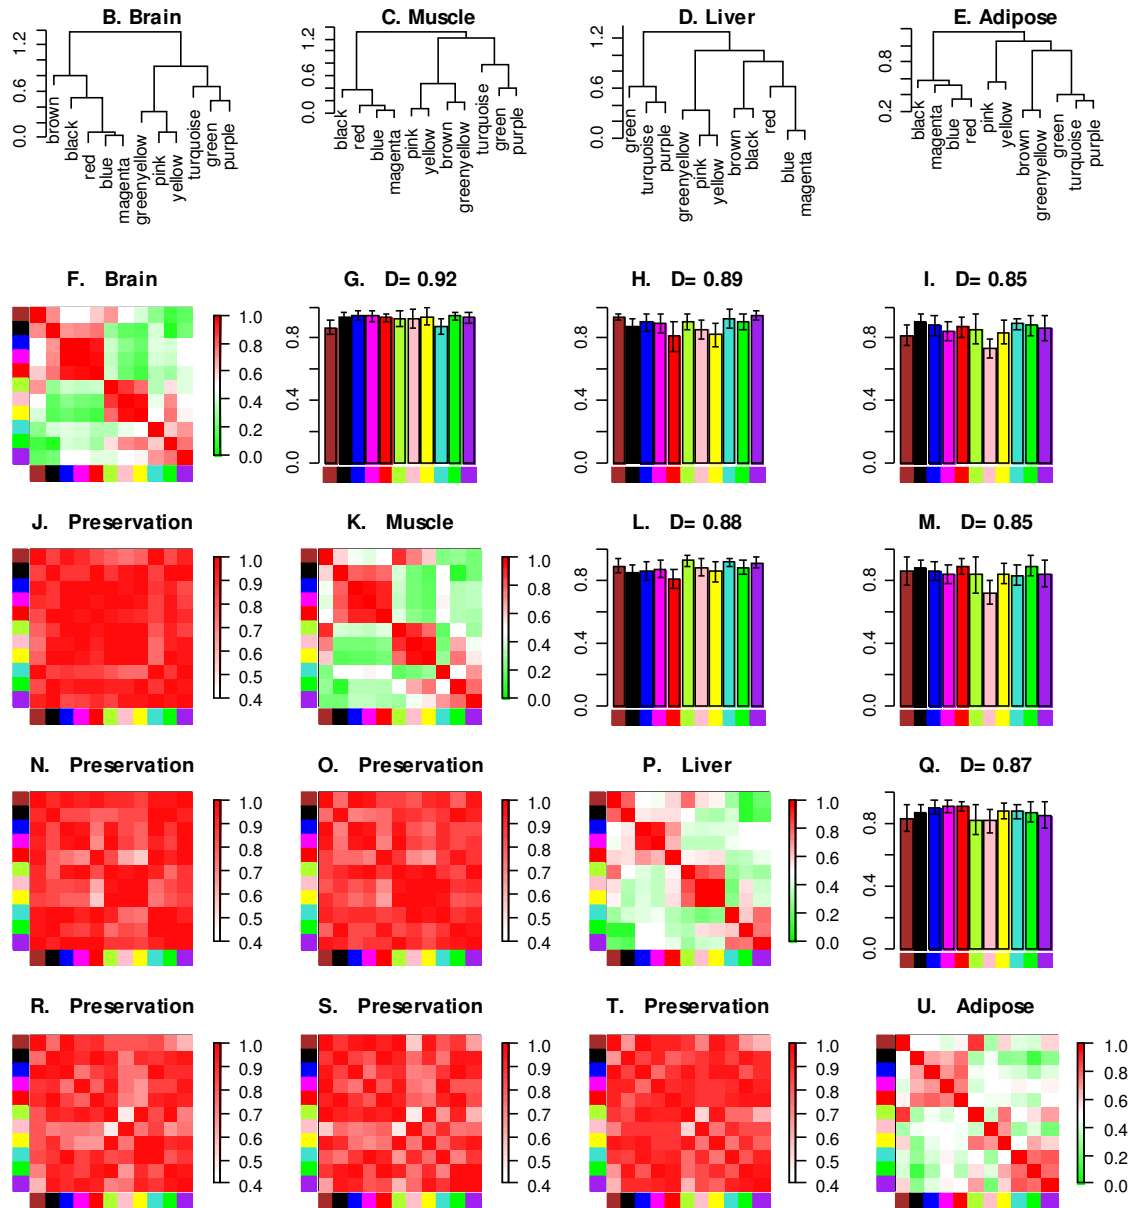 B. Brain
C. Muscle
D. Liver
E. Adipose
0.0 0.6 1.2
brown
black
red
blue
magenta
greenyellow
pink
yellow
turquoise
green
purple
0.0 0.6 1.2
black
red
blue
magenta
pink
yellow
brown
greenyellow
turquoise
green
purple
0.0 0.6 1.2
green
turquoise
purple
greenyellow
pink
yellow
brown
black
red
blue
magenta
0.2 0.8
black
magenta
blue
red
pink
yellow
brown
greenyellow
green
turquoise
purple
F. Brain
1.0
0.8
0.6
0.4
0.2
0.0
G. D= 0.92
0.0 0.4 0.8
H. D= 0.89
0.0 0.4 0.8
I. D= 0.85
0.0 0.4 0.8
J. Preservation
1.0
0.9
0.8
0.7
0.6
0.5
0.4
K. Muscle
1.0
0.8
0.6
0.4
0.2
0.0
L. D= 0.88
0.0 0.4 0.8
M. D= 0.85
0.0 0.4 0.8
N. Preservation
1.0
0.9
0.8
0.7
0.6
0.5
0.4
O. Preservation
1.0
0.9
0.8
0.7
0.6
0.5
0.4
P. Liver
1.0
0.8
0.6
0.4
0.2
0.0
Q. D= 0.87
0.0 0.4 0.8
R. Preservation
1.0
0.9
0.8
0.7
0.6
0.5
0.4
S. Preservation
1.0
0.9
0.8
0.7
0.6
0.5
0.4
T. Preservation
1.0
0.9
0.8
0.7
0.6
0.5
0.4
U. Adipose
1.0
0.8
0.6
0.4
0.2
0.0